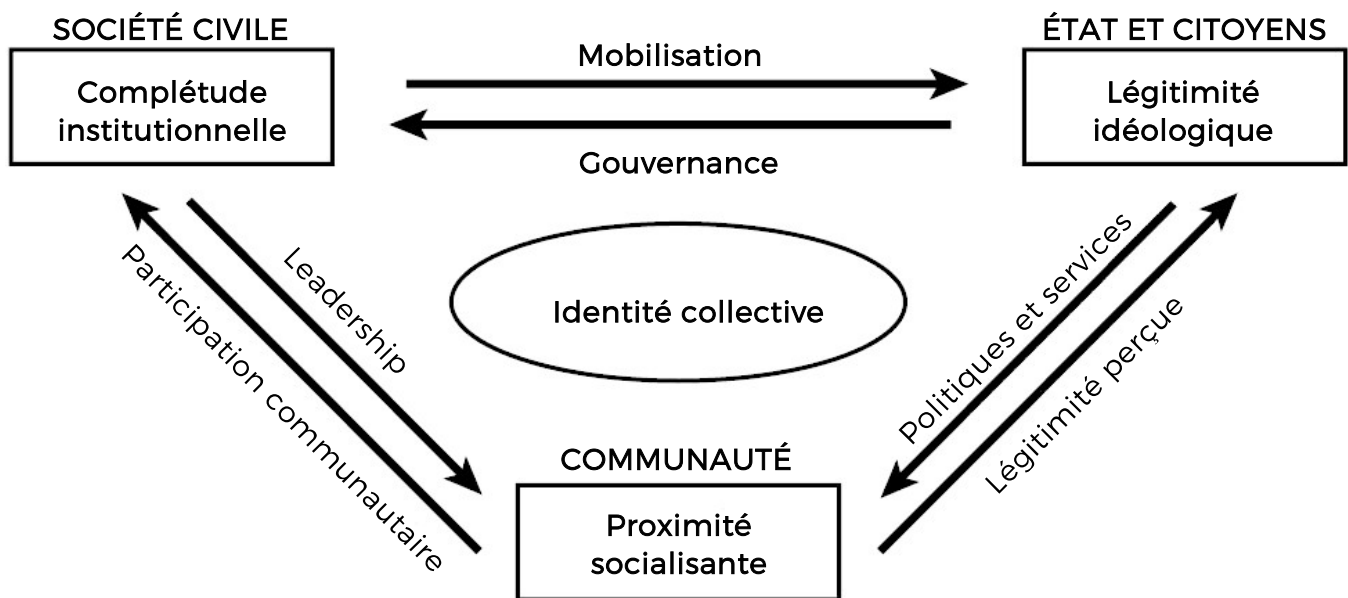 SOCIÉTÉ CIVILE
Complétude
institutionnelle
Mobilisation
Gouvernance
ÉTAT ET CITOYENS
Légitimité
idéologique
Leadership
Participation communautaire
Identité collective
Politiques et services
Légitimité perçue
COMMUNAUTÉ
Proximité
socialisante